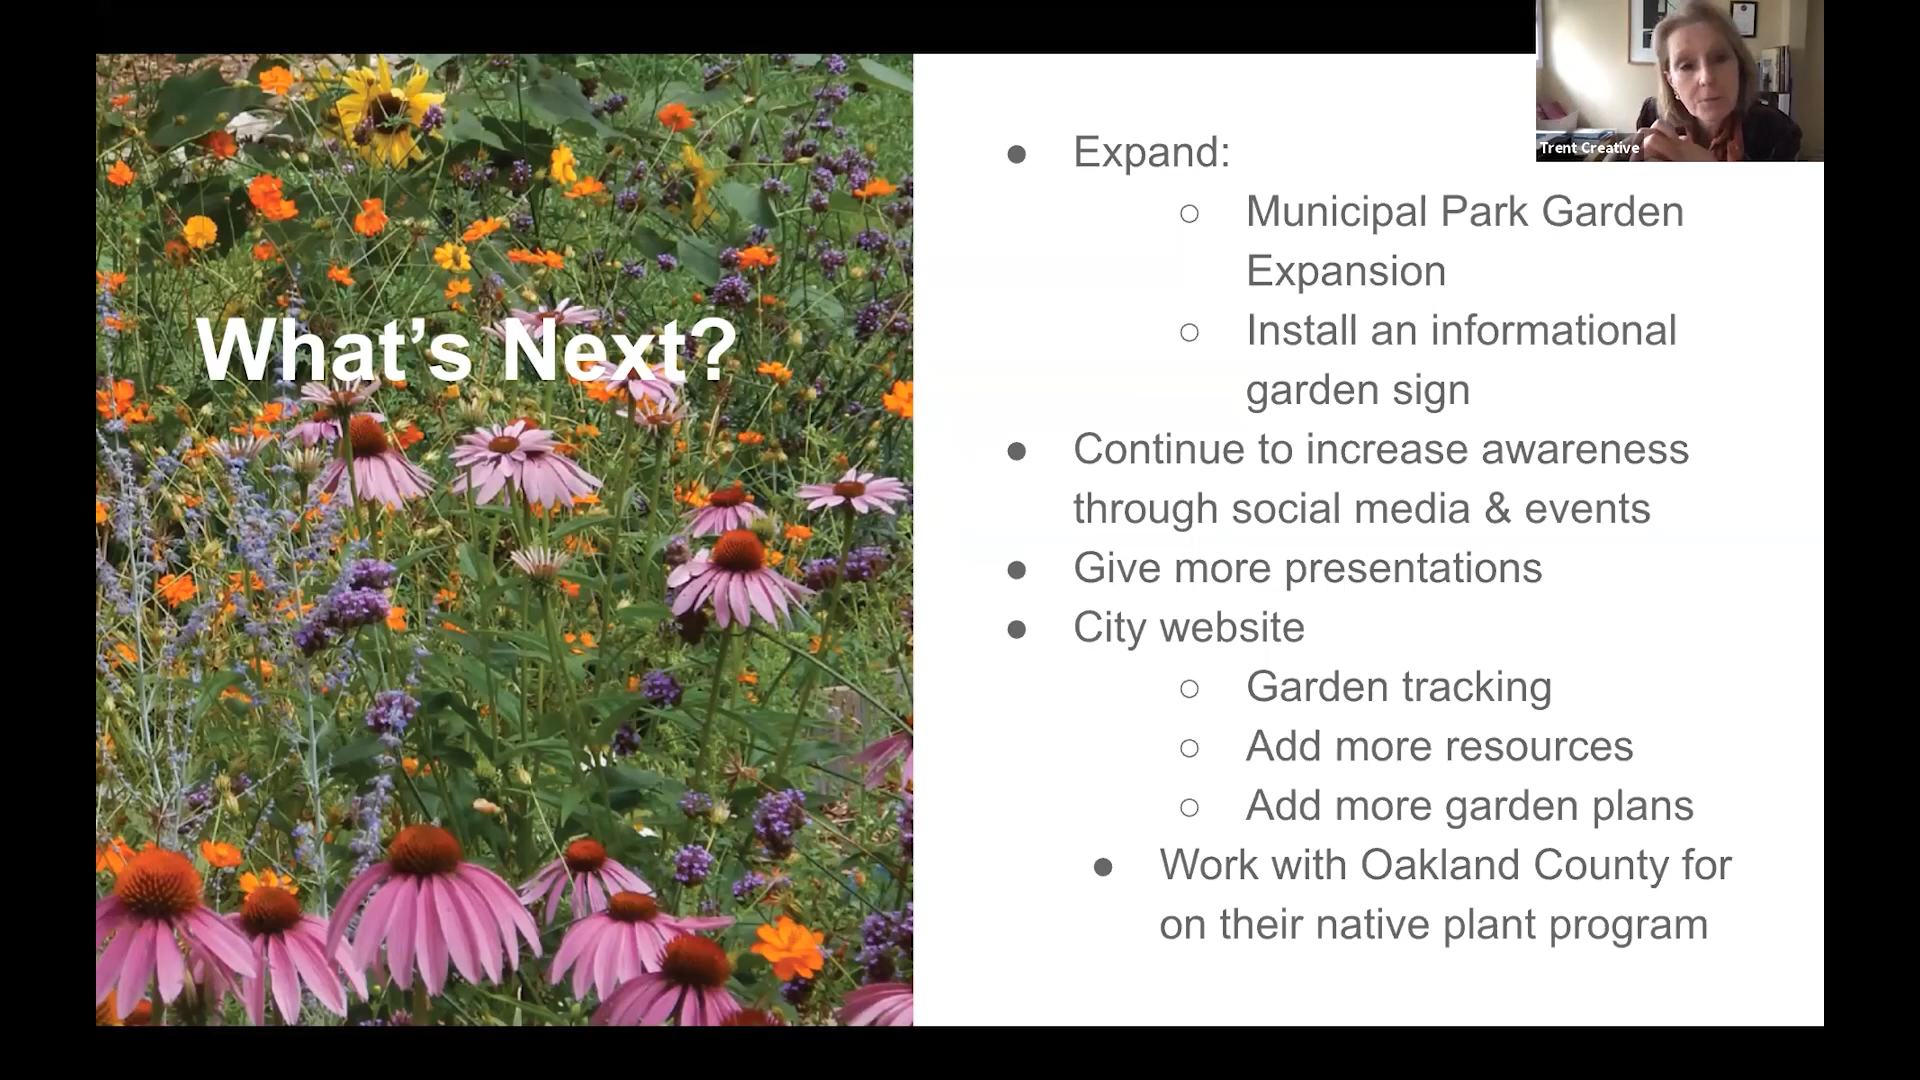 Trent Creative
What's Next?
● Expand:
○ Municipal Park Garden
Expansion
○ Install an informational
garden sign
● Continue to increase awareness
through social media & events
● Give more presentations
● City website
○ Garden tracking
○ Add more resources
○ Add more garden plans
● Work with Oakland County for
on their native plant program